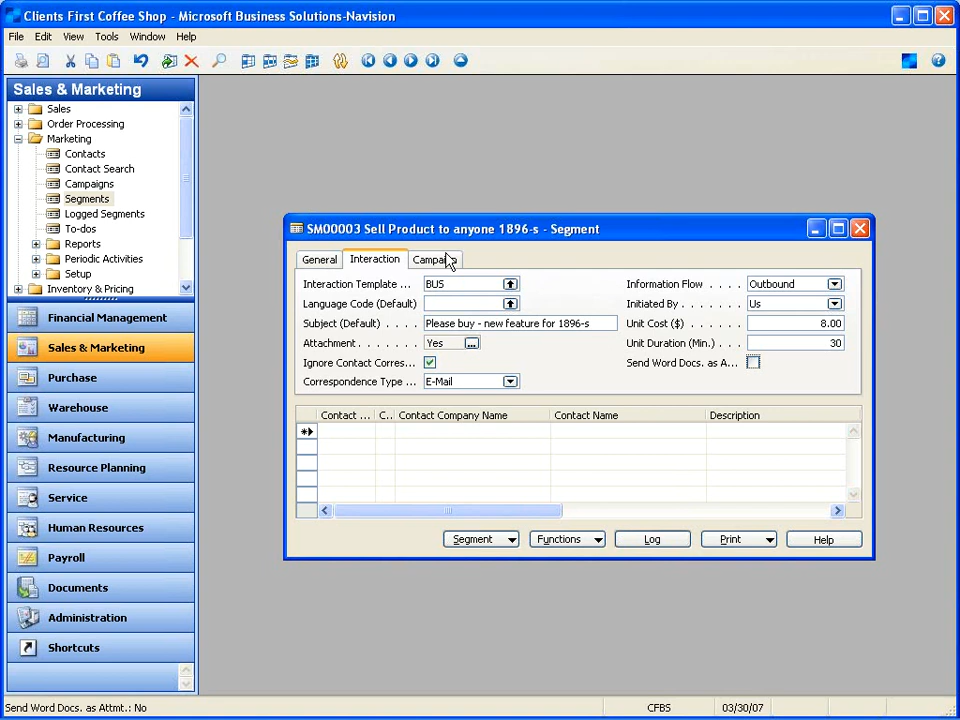 Clients First Coffee Shop - Microsoft Business Solutions-Navision
File Edit View Tools Window Help
Sales & Marketing
Sales
Order Processing
Marketing
Contacts
Contact Search
Campaigns
Segments
Logged Segments
To-dos
Reports
Periodic Activities
Setup
Inventory & Pricing
Financial Management
Sales & Marketing
Purchase
Warehouse
Manufacturing
Resource Planning
Service
Human Resources
Payroll
Documents
Administration
Shortcuts
SM00003 Sell Product to anyone 1896-s - Segment
General Interaction Campaign
Interaction Template ... BUS
Language Code (Default)
Subject (Default) . . . . Please buy - new feature for 1896-s
Attachment . . . . . . . Yes ...
Ignore Contact Corres...
Correspondence Type ... E-Mail
Information Flow . . . . Outbound
Initiated By . . . . . . Us
Unit Cost ($) . . . . . . 8.00
Unit Duration (Min.) . . . 30
Send Word Docs. as A...
Contact ... C.. Contact Company Name Contact Name Description
Segment Functions Log Print Help
Send Word Docs. as Attmt.: No CFBS 03/30/07